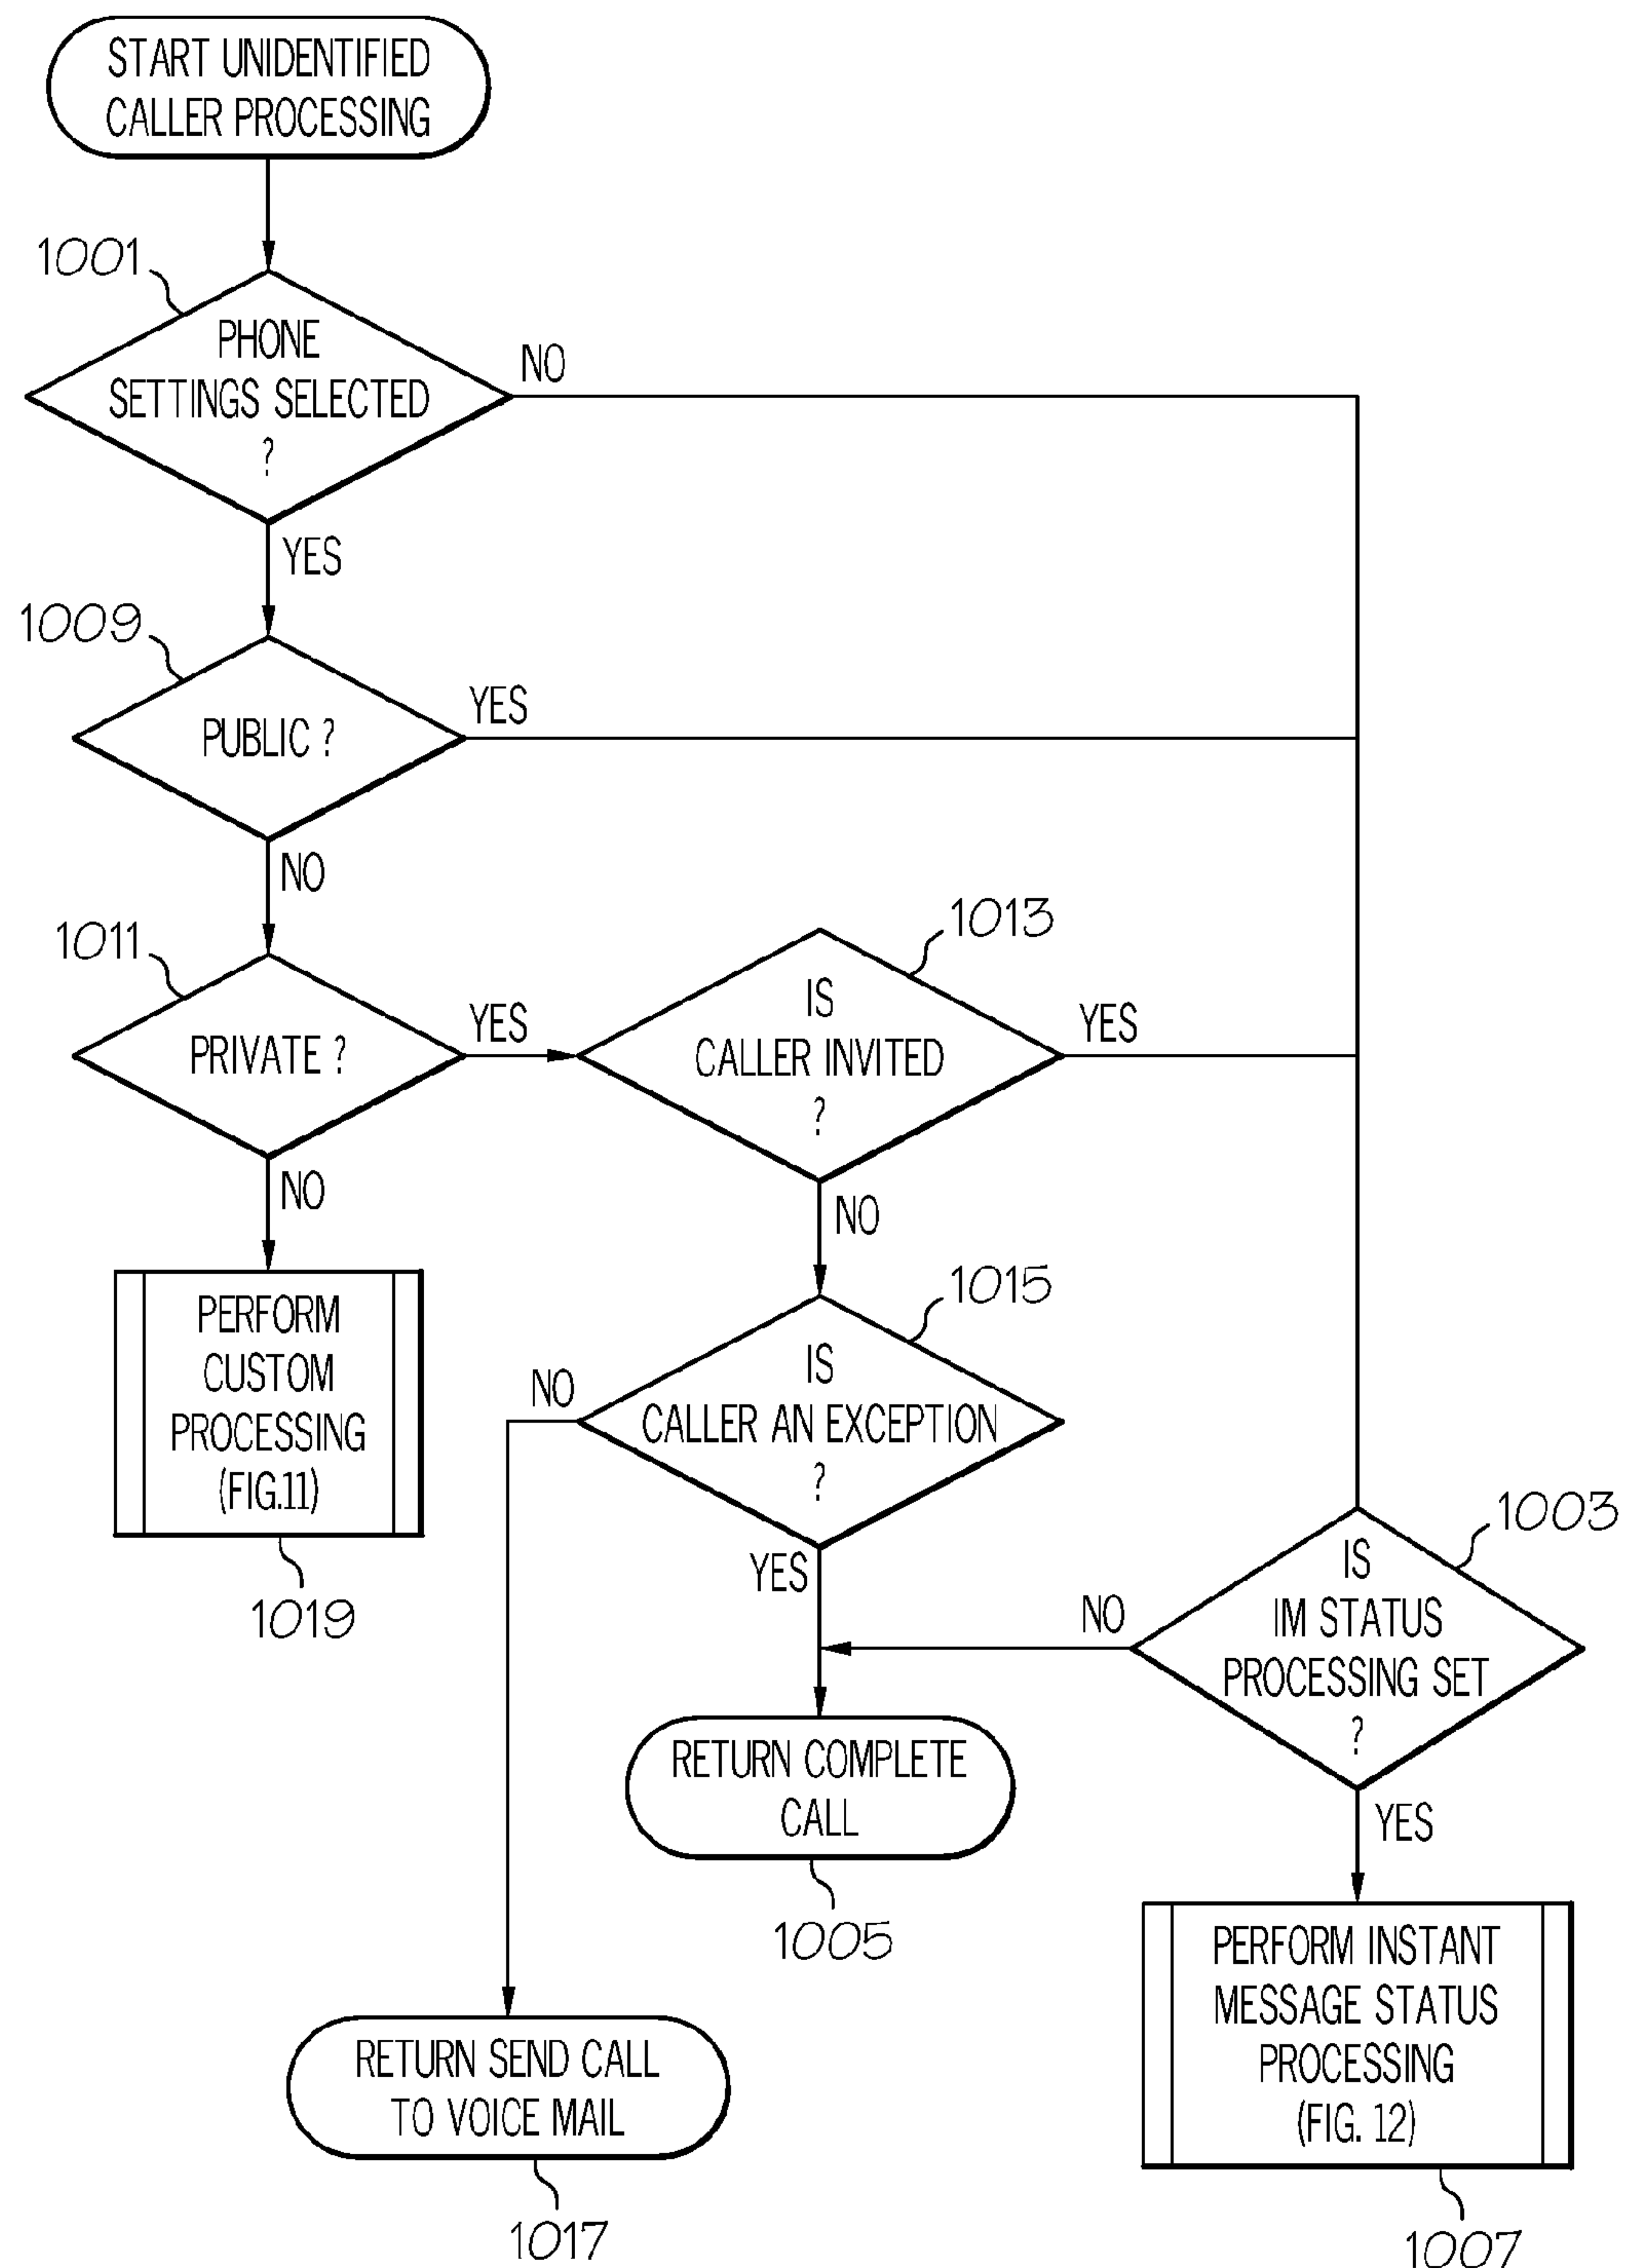 START UNIDENTIFIED
CALLER PROCESSING
1001
PHONE
SETTINGS SELECTED
?
NO
YES
1009
PUBLIC ?
YES
NO
1011
PRIVATE ?
YES
NO
1013
IS
CALLER INVITED
?
YES
NO
PERFORM
CUSTOM
PROCESSING
(FIG.11)
1019
1015
IS
CALLER AN EXCEPTION
?
NO
YES
1003
IS
IM STATUS
PROCESSING SET
?
NO
YES
RETURN COMPLETE
CALL
1005
PERFORM INSTANT
MESSAGE STATUS
PROCESSING
(FIG. 12)
1007
RETURN SEND CALL
TO VOICE MAIL
1017